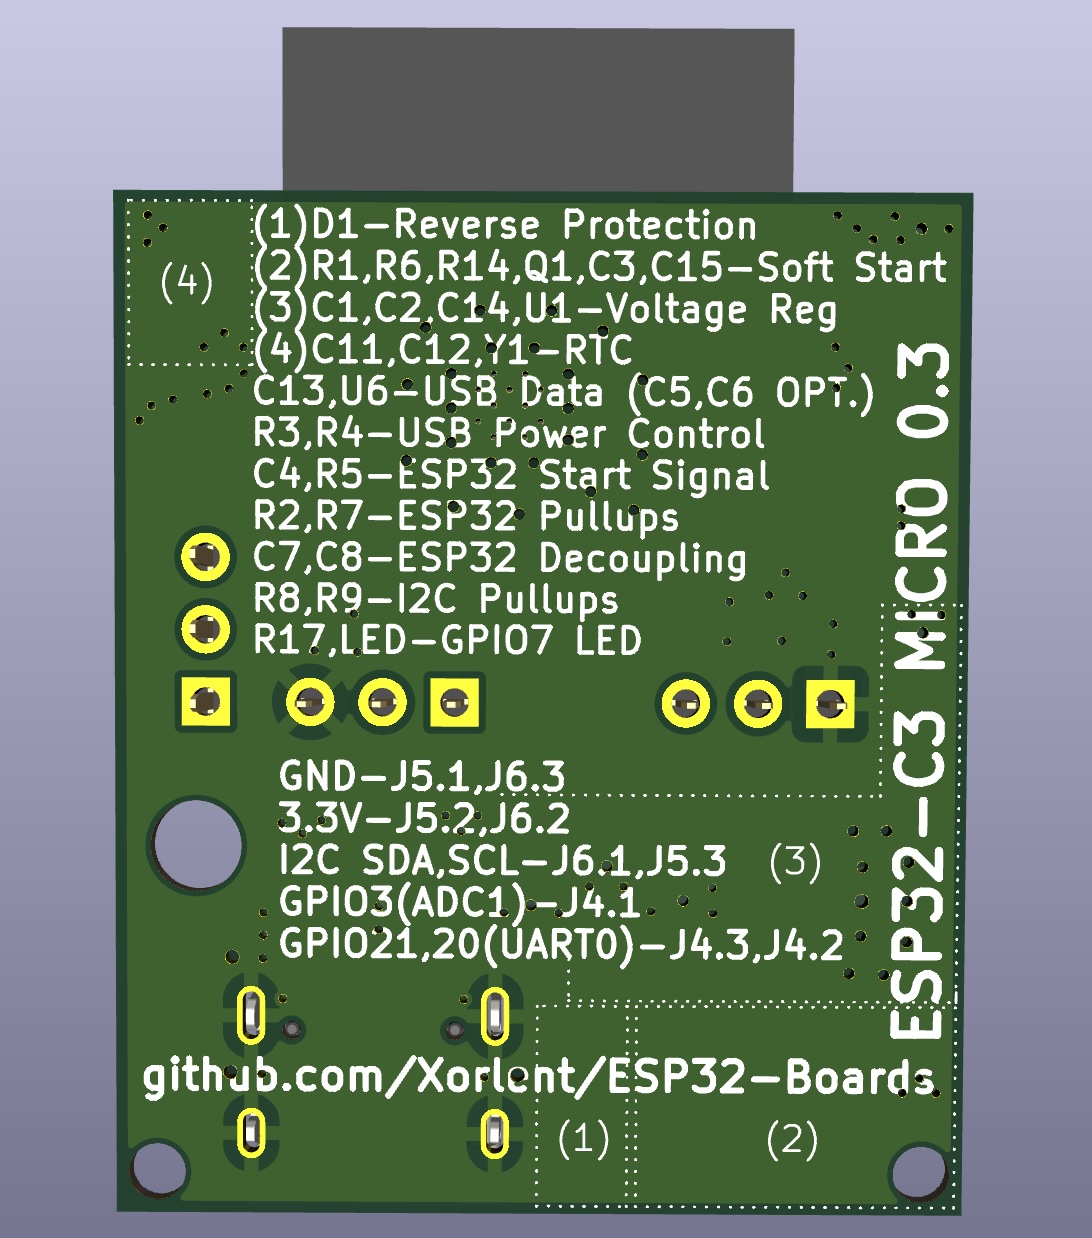 (4)
(1)D1-Reverse Protection
(2)R1,R6,R14,Q1,C3,C15-Soft Start
(3)C1,C2,C14,U1-Voltage Reg
(4)C11,C12,Y1-RTC
C13,U6-USB Data (C5,C6 OPT.)
R3,R4-USB Power Control
C4,R5-ESP32 Start Signal
R2,R7-ESP32 Pullups
C7,C8-ESP32 Decoupling
R8,R9-I2C Pullups
R17,LED-GPIO7 LED
ESP32-C3 MiCRO 0.3
GND-J5.1,J6.3
3.3V-J5.2,J6.2
I2C SDA,SCL-J6.1,J5.3
(3)
GPIO3(ADC1)-J4.1
GPIO21,20(UART0)-J4.3,J4.2
github.com/Xorlent/ESP32-Boards
(1)
(2)